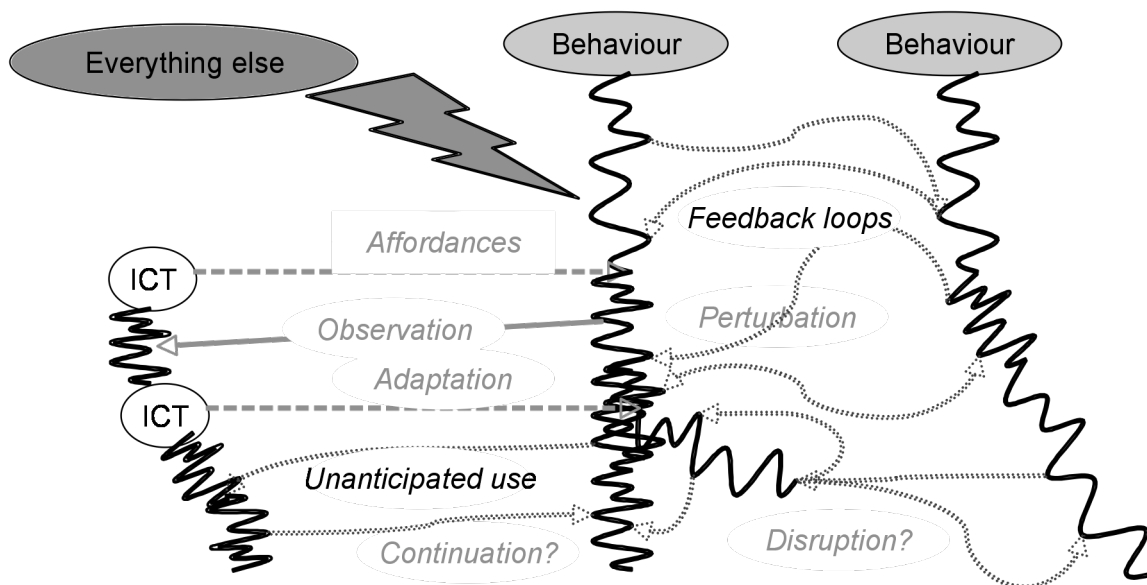 Behaviour
Behaviour
Everything else
Feedback loops
Affordances
ICT
Observation
Perturbation
Adaptation
ICT
Unanticipated use
Continuation?
Disruption?